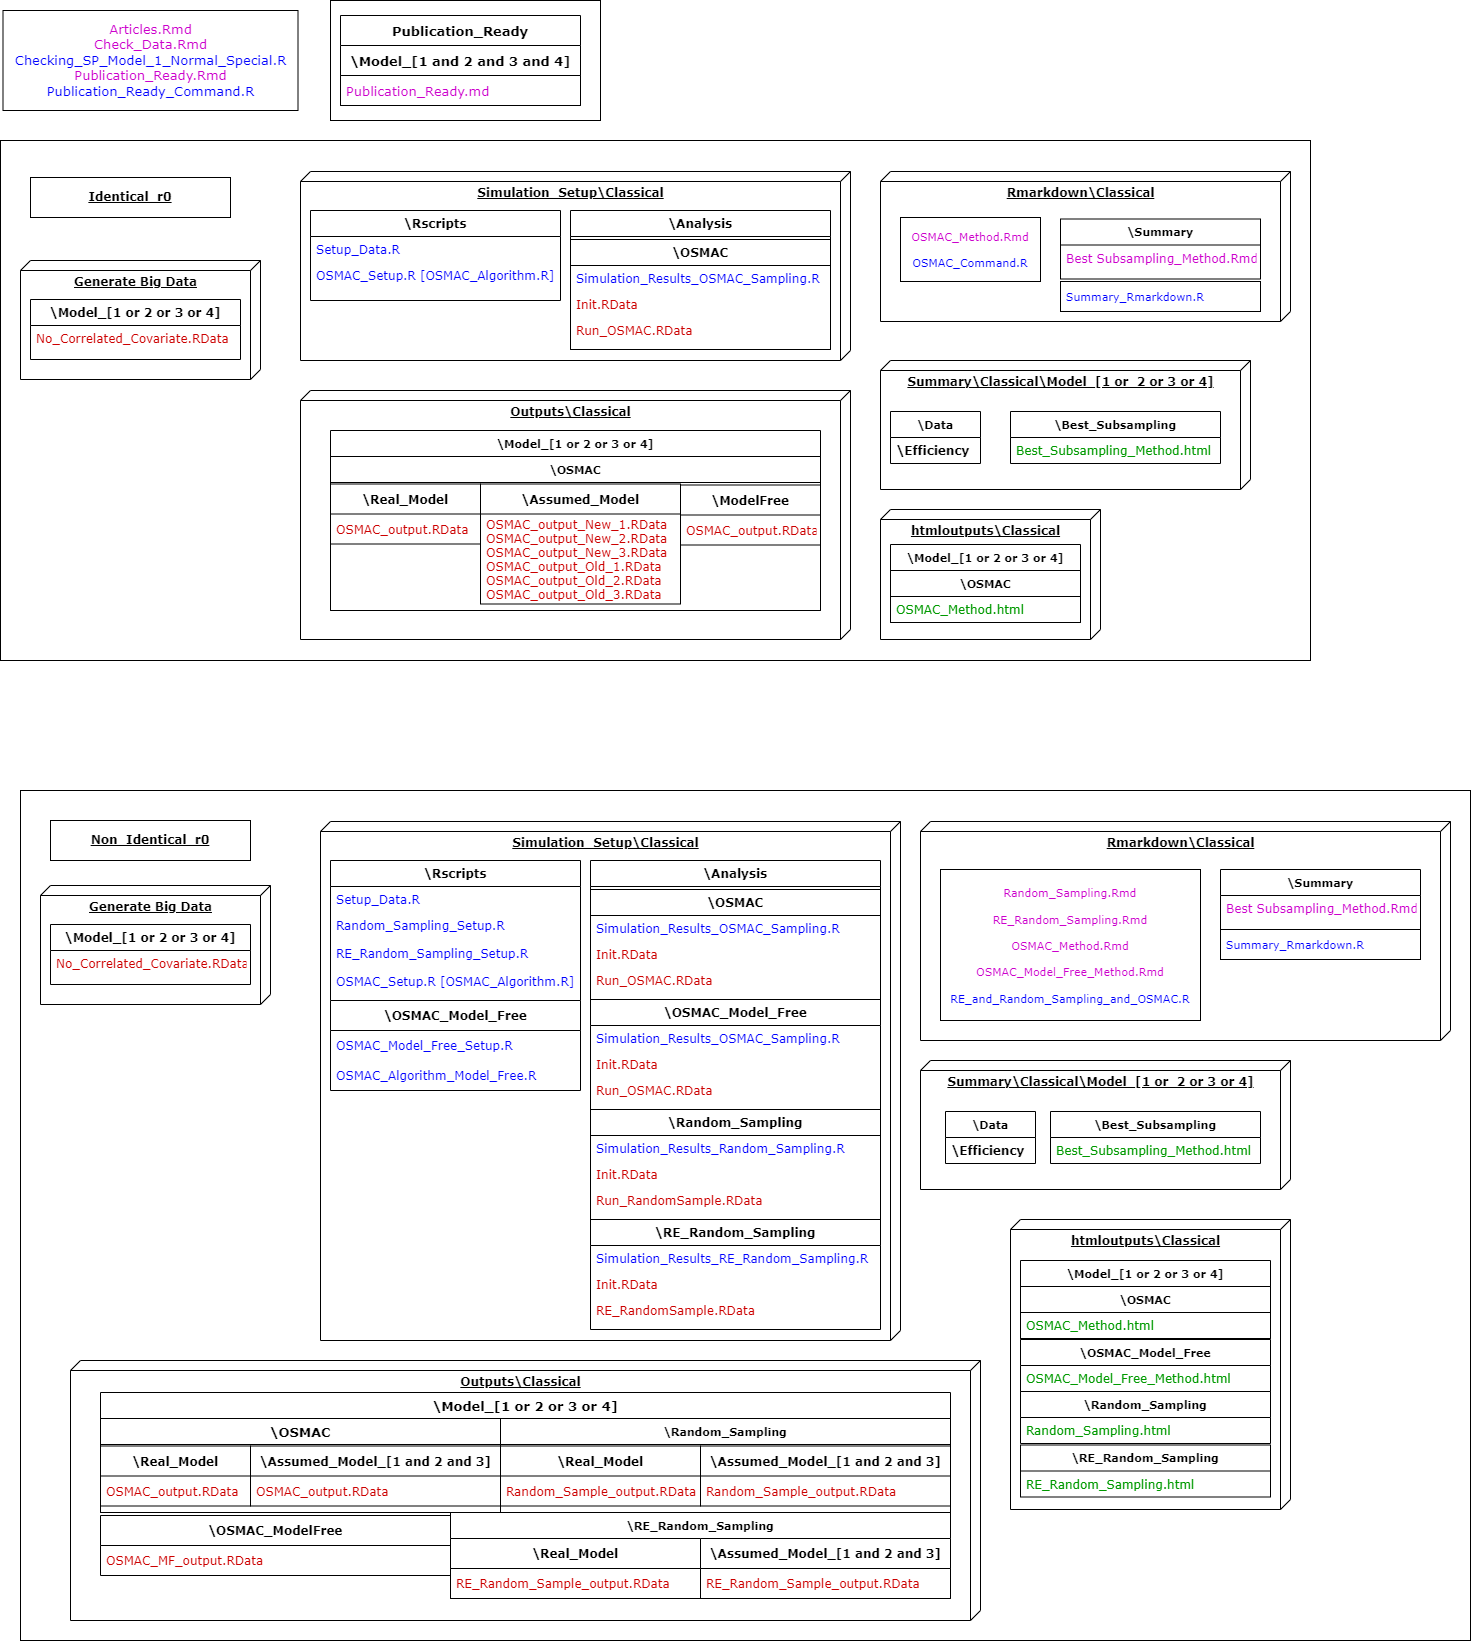 Articles.Rmd
Check_Data.Rmd
Checking_SP_Model_1_Normal_Special.R
Publication_Ready.Rmd
Publication_Ready_Command.R
Publication_Ready
\Model_[1 and 2 and 3 and 4]
Publication_Ready.md
Identical_r0
Generate Big Data
\Model_[1 or 2 or 3 or 4]
No_Correlated_Covariate.RData
Simulation_Setup\Classical
\Rscripts
Setup_Data.R
OSMAC_Setup.R [OSMAC_Algorithm.R]
\Analysis
\OSMAC
Simulation_Results_OSMAC_Sampling.R
Init.RData
Run_OSMAC.RData
Rmarkdown\Classical
OSMAC_Method.Rmd
OSMAC_Command.R
\Summary
Best Subsampling_Method.Rmd
Summary_Rmarkdown.R
Outputs\Classical
\Model_[1 or 2 or 3 or 4]
\OSMAC
\Real_Model
OSMAC_output.RData
\Assumed_Model
OSMAC_output_New_1.RData
OSMAC_output_New_2.RData
OSMAC_output_New_3.RData
OSMAC_output_Old_1.RData
OSMAC_output_Old_2.RData
OSMAC_output_Old_3.RData
\ModelFree
OSMAC_output.RData
Summary\Classical\Model_[1 or 2 or 3 or 4]
\Data
\Efficiency
\Best_Subsampling
Best_Subsampling_Method.html
htmloutputs\Classical
\Model_[1 or 2 or 3 or 4]
\OSMAC
OSMAC_Method.html
Non_Identical_r0
Generate Big Data
\Model_[1 or 2 or 3 or 4]
No_Correlated_Covariate.RData
Simulation_Setup\Classical
\Rscripts
Setup_Data.R
Random_Sampling_Setup.R
RE_Random_Sampling_Setup.R
OSMAC_Setup.R [OSMAC_Algorithm.R]
\OSMAC_Model_Free
OSMAC_Model_Free_Setup.R
OSMAC_Algorithm_Model_Free.R
\Analysis
\OSMAC
Simulation_Results_OSMAC_Sampling.R
Init.RData
Run_OSMAC.RData
\OSMAC_Model_Free
Simulation_Results_OSMAC_Sampling.R
Init.RData
Run_OSMAC.RData
\Random_Sampling
Simulation_Results_Random_Sampling.R
Init.RData
Run_RandomSample.RData
\RE_Random_Sampling
Simulation_Results_RE_Random_Sampling.R
Init.RData
RE_RandomSample.RData
Rmarkdown\Classical
Random_Sampling.Rmd
RE_Random_Sampling.Rmd
OSMAC_Method.Rmd
OSMAC_Model_Free_Method.Rmd
RE_and_Random_Sampling_and_OSMAC.R
\Summary
Best Subsampling_Method.Rmd
Summary_Rmarkdown.R
Summary\Classical\Model_[1 or 2 or 3 or 4]
\Data
\Efficiency
\Best_Subsampling
Best_Subsampling_Method.html
htmloutputs\Classical
\Model_[1 or 2 or 3 or 4]
\OSMAC
OSMAC_Method.html
\OSMAC_Model_Free
OSMAC_Model_Free_Method.html
\Random_Sampling
Random_Sampling.html
\RE_Random_Sampling
RE_Random_Sampling.html
Outputs\Classical
\Model_[1 or 2 or 3 or 4]
\OSMAC
\Real_Model
OSMAC_output.RData
\Assumed_Model_[1 and 2 and 3]
OSMAC_output.RData
\Random_Sampling
\Real_Model
Random_Sample_output.RData
\Assumed_Model_[1 and 2 and 3]
Random_Sample_output.RData
\OSMAC_ModelFree
OSMAC_MF_output.RData
\RE_Random_Sampling
\Real_Model
RE_Random_Sample_output.RData
\Assumed_Model_[1 and 2 and 3]
RE_Random_Sample_output.RData